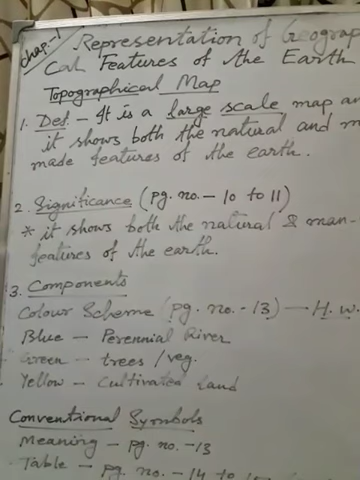 Chap.-1
Representation of Geograp
Cal Features of the Earth
Topographical Map
1. Def - It is a large scale map an
it shows both the natural and m
made features of the earth.
2. Significance (pg. no.- 10 to 11)
* it shows both the natural & man-
features of the earth.
3. Components
Colour Scheme (pg. no.-13) — H.w.
Blue - Perennial River
Green - trees/veg.
Yellow - Cultivated Land
Conventional Symbols
Meaning - pg. no.-13
Table - pg. no. - 14 to